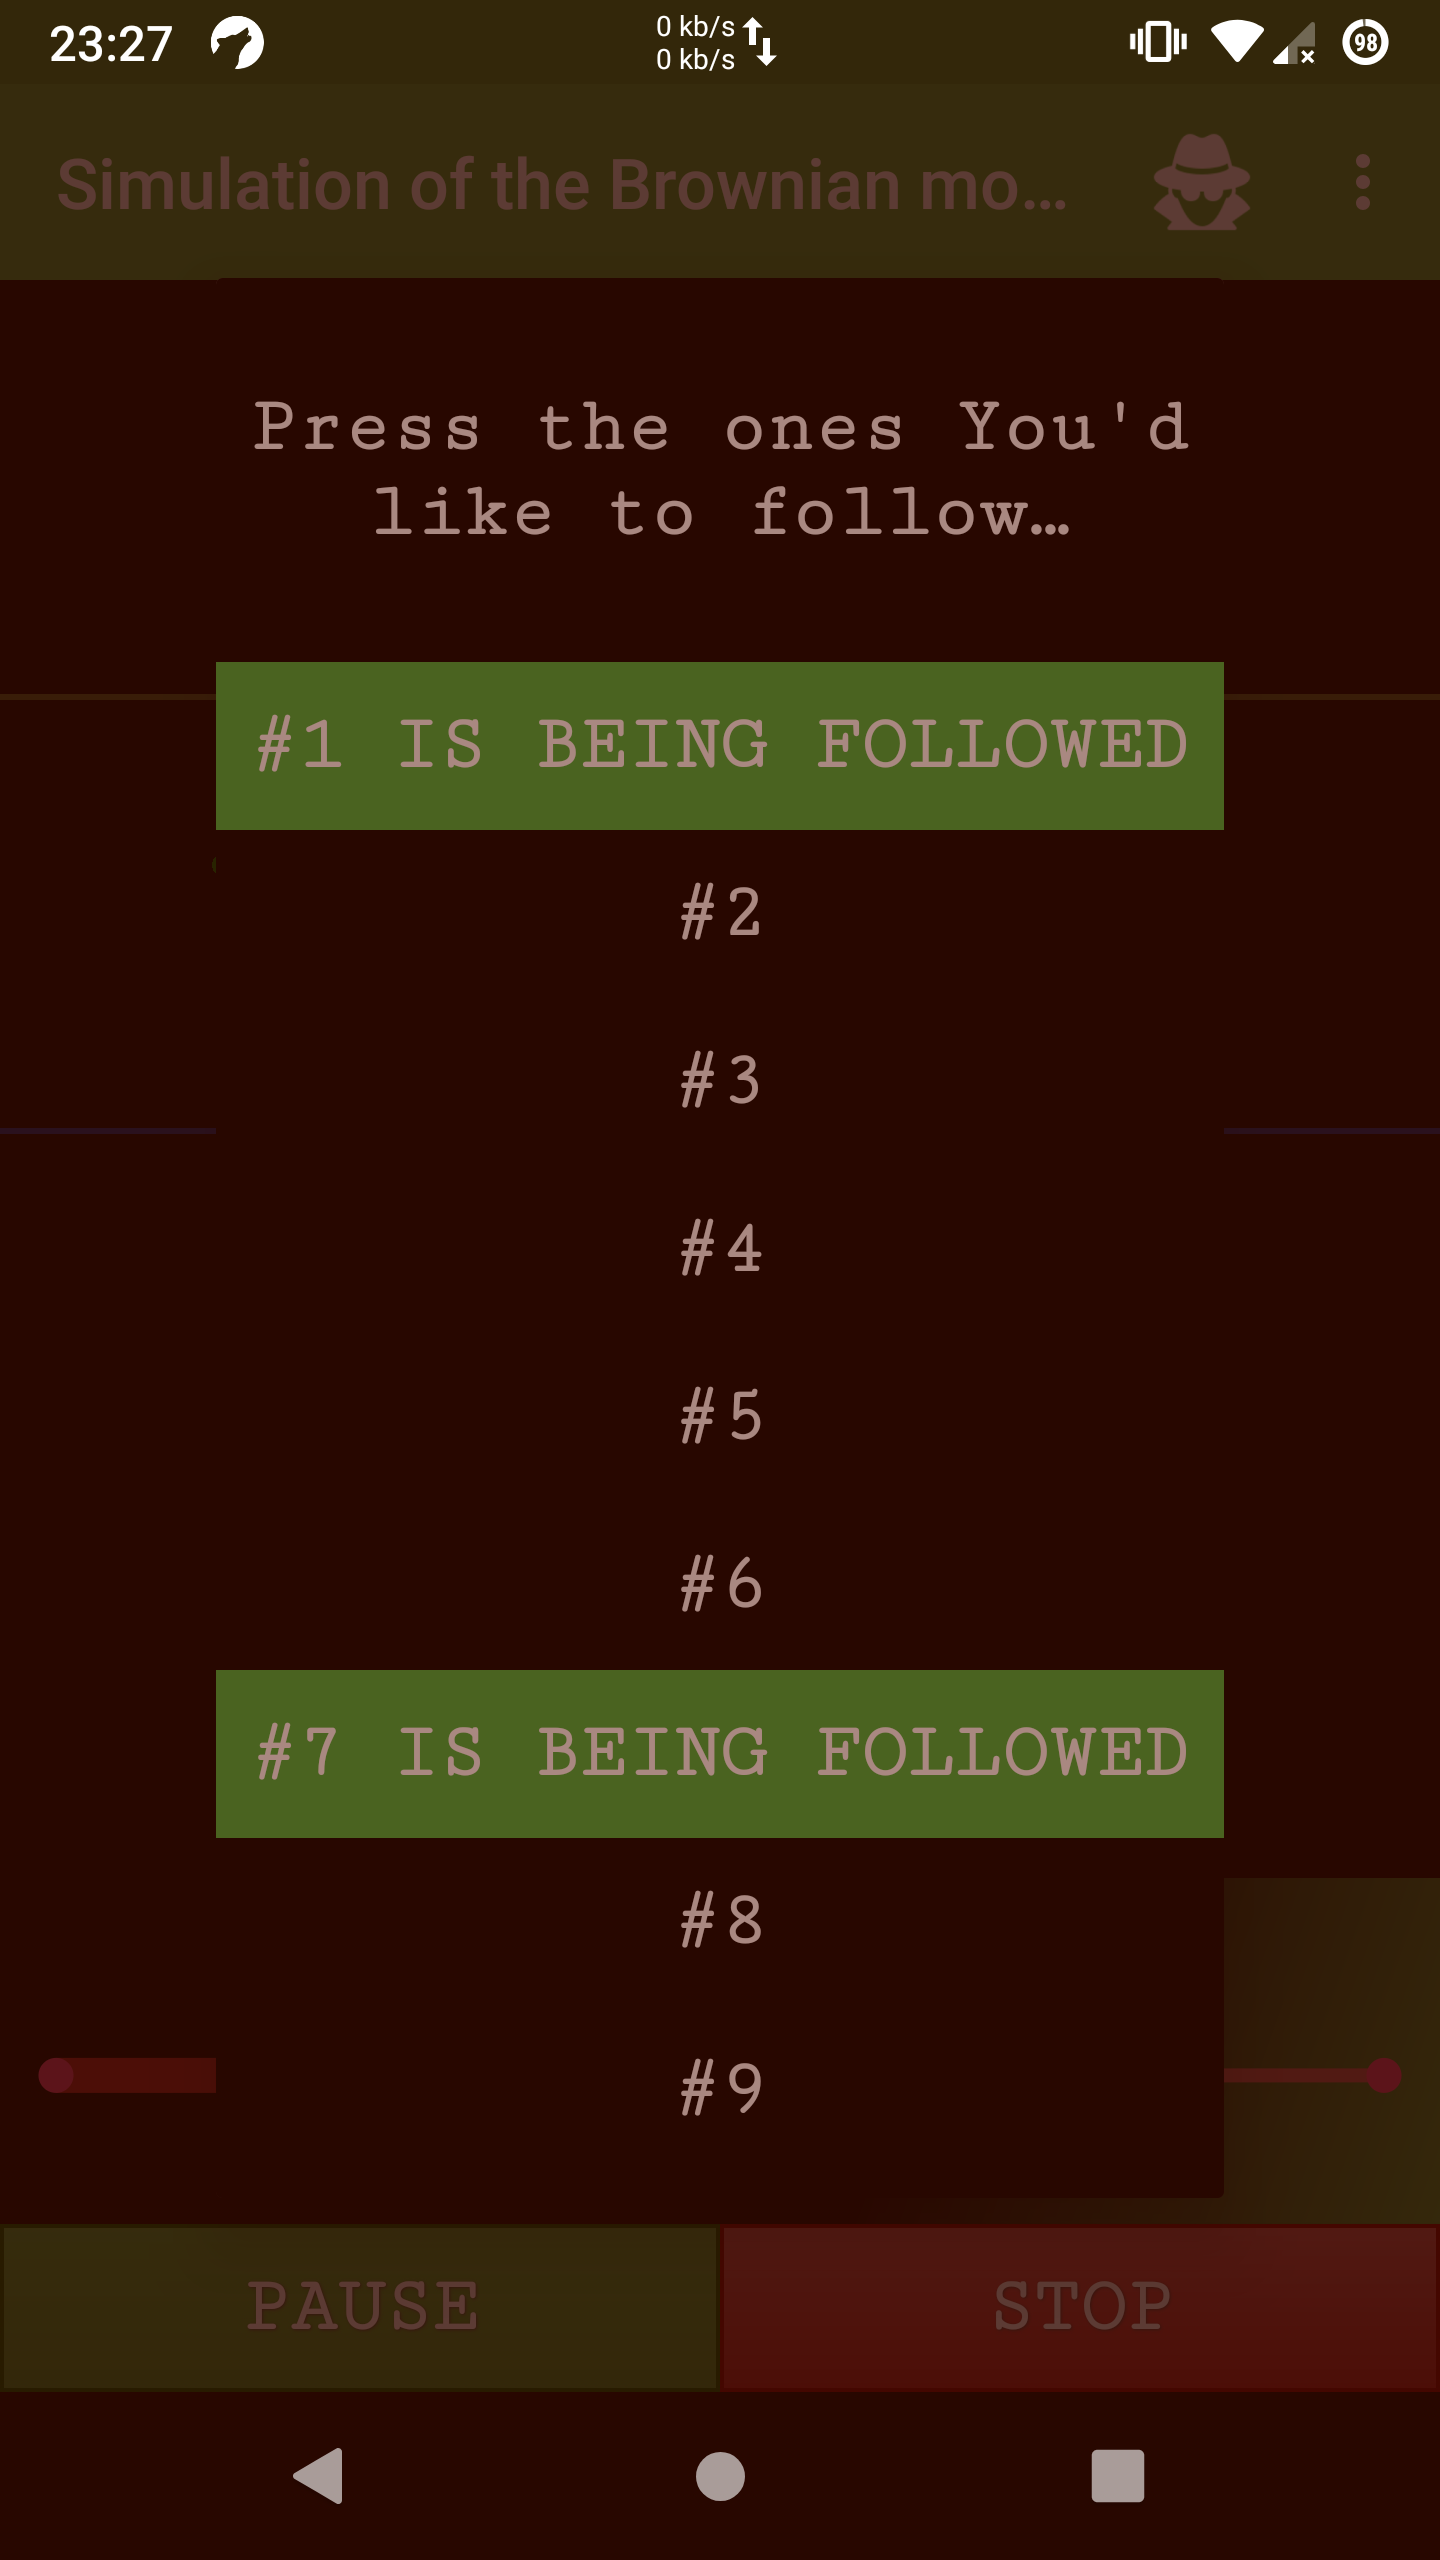 23:27
0 kb/s
0 kb/s
98
Simulation of the Brownian mo…
Press the ones You'd
like to follow…
#1 IS BEING FOLLOWED
#2
#3
#4
#5
#6
#7 IS BEING FOLLOWED
#8
#9
PAUSE
STOP